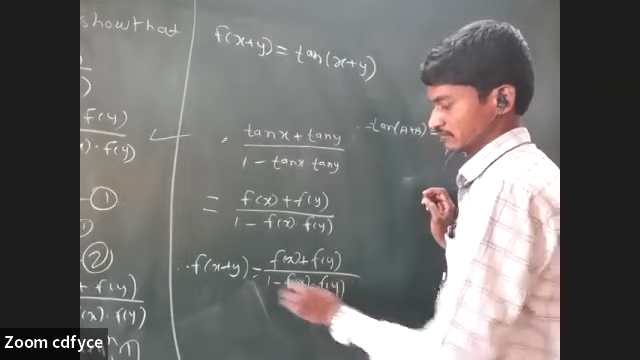 show that
f(x+y) = tan(x+y)
f(y)
) . f(y)
= tanx + tany
1 - tanx tany
tan(A+B) =
= f(x) + f(y)
1 - f(x) . f(y)
- 1
2
∴ f(x+y) = f(x) + f(y)
1 - f(x) . f(y)
+ f(y)
) . f(y)
Zoom cdfyce